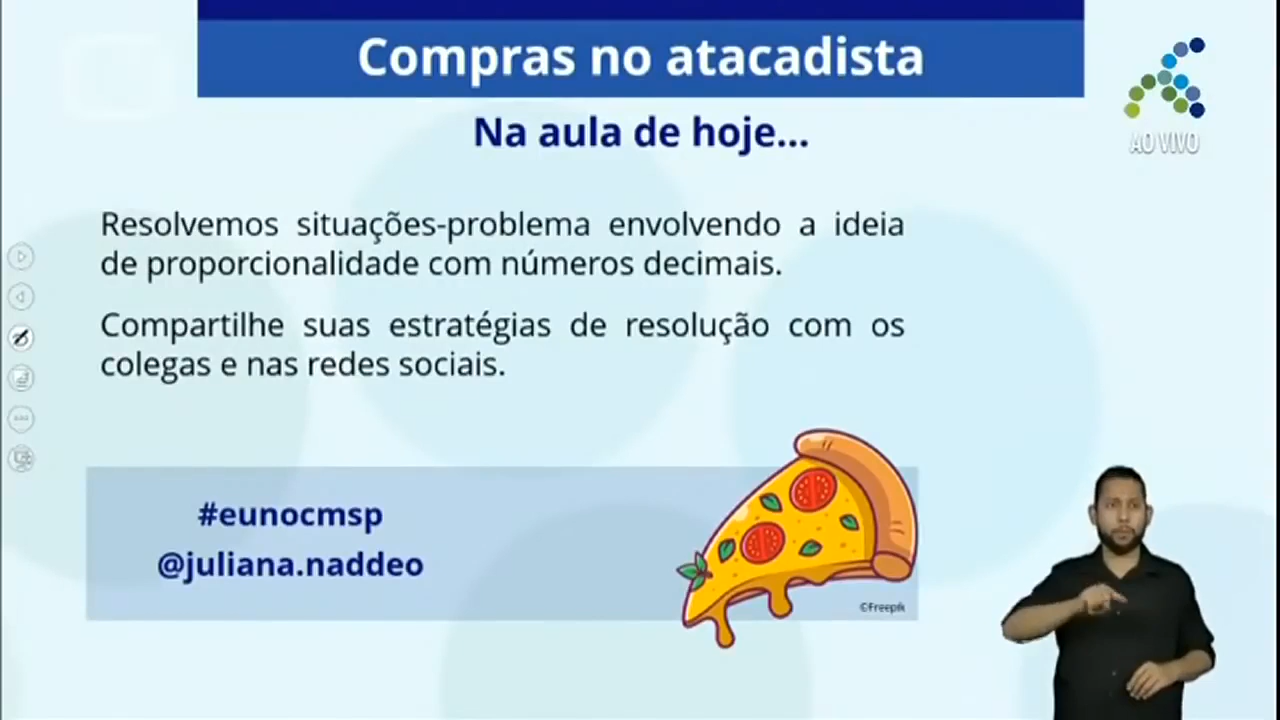 Compras no atacadista
AO VIVO
Na aula de hoje...
Resolvemos situações-problema envolvendo a ideia
de proporcionalidade com números decimais.
Compartilhe suas estratégias de resolução com os
colegas e nas redes sociais.
#eunocmsp
@juliana.naddeo
©Freepik